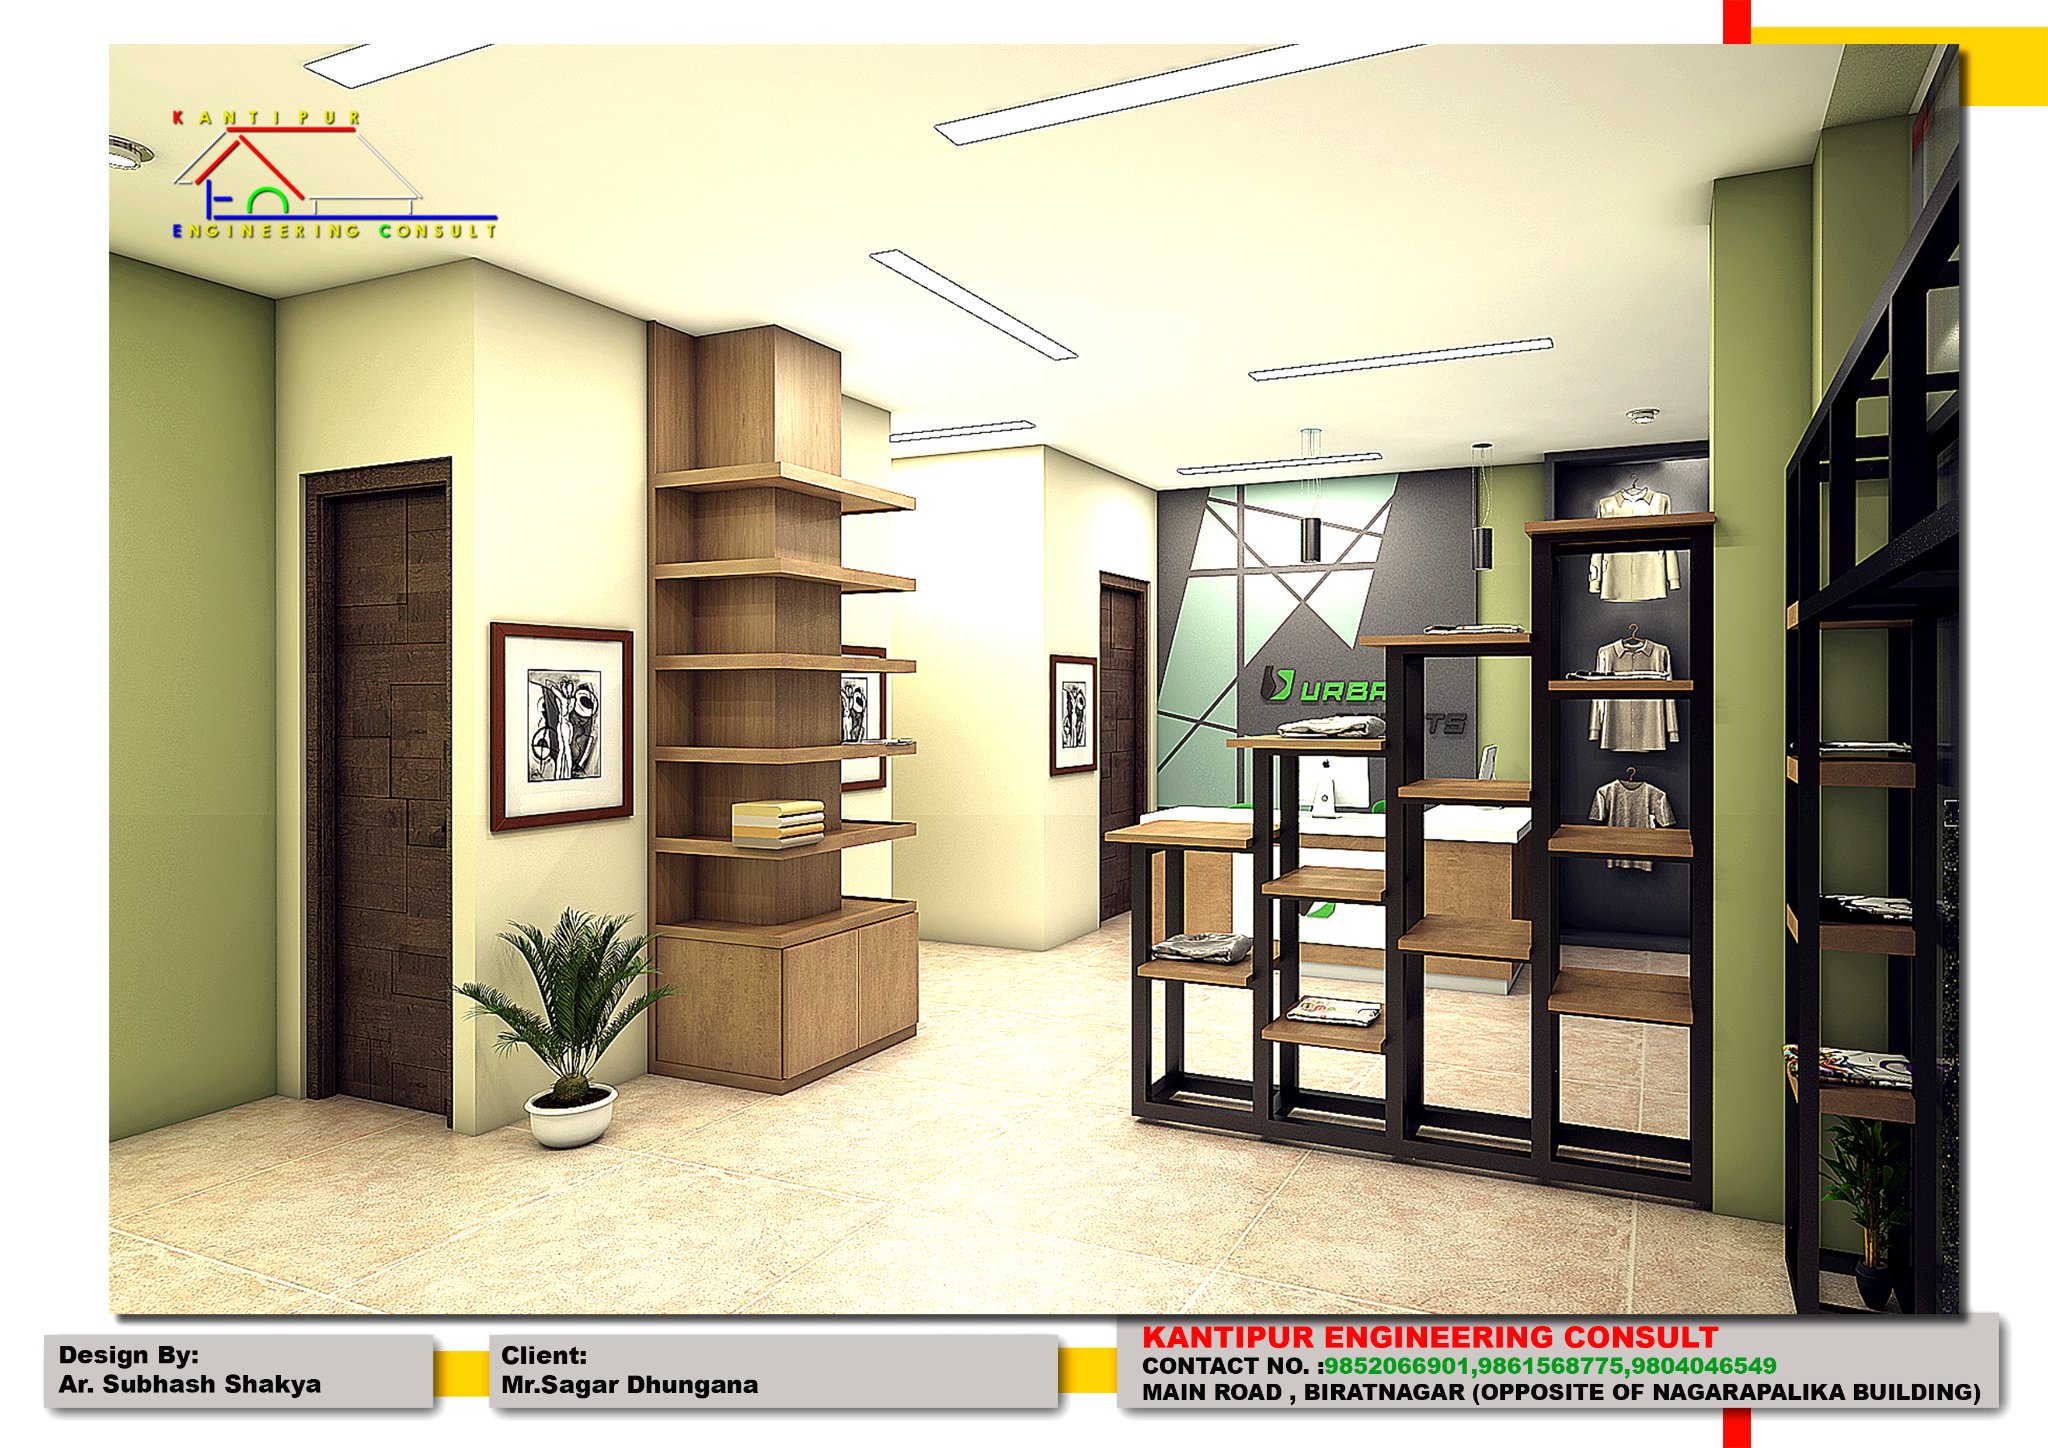 KANTIPUR
ENGINEERING CONSULT
URBA
TS
Design By:
Ar. Subhash Shakya
Client:
Mr.Sagar Dhungana
KANTIPUR ENGINEERING CONSULT
CONTACT NO. :9852066901,9861568775,9804046549
MAIN ROAD , BIRATNAGAR (OPPOSITE OF NAGARAPALIKA BUILDING)